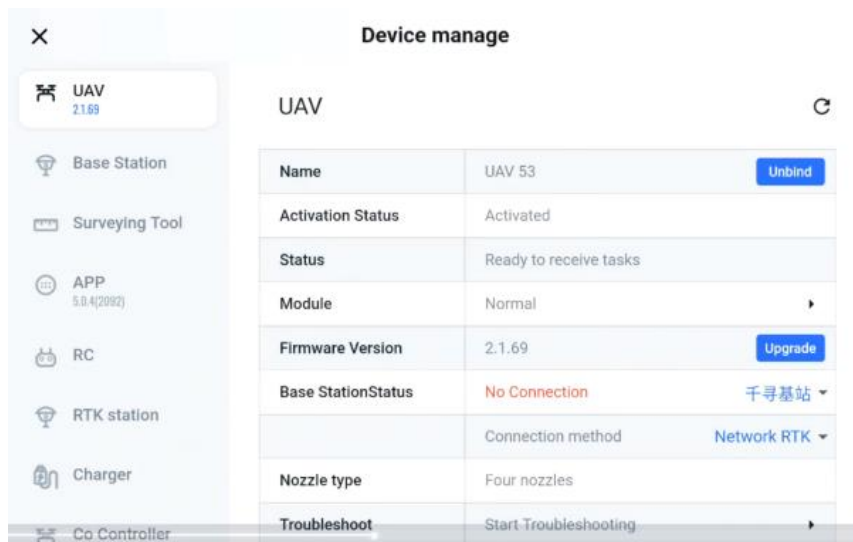 Device manage
UAV
2.1.69
Base Station
Surveying Tool
APP
5.0.4(2092)
RC
RTK station
Charger
Co Controller
UAV
Name UAV 53 Unbind
Activation Status Activated
Status Ready to receive tasks
Module Normal
Firmware Version 2.1.69 Upgrade
Base StationStatus No Connection 千寻基站
Connection method Network RTK
Nozzle type Four nozzles
Troubleshoot Start Troubleshooting